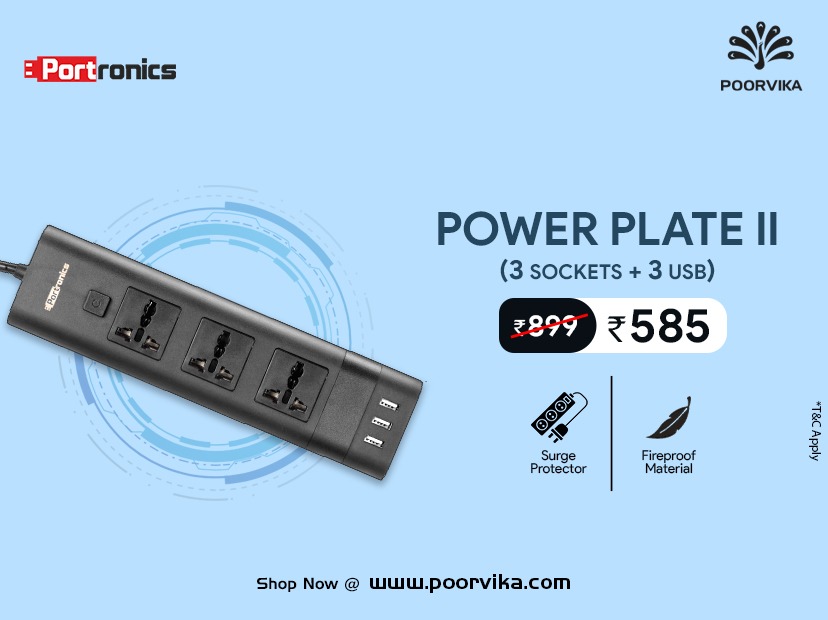 Portronics
POORVIKA
POWER PLATE II
(3 SOCKETS + 3 USB)
₹899 ₹585
Portronics
Surge
Protector
Fireproof
Material
*T&C Apply
Shop Now @ www.poorvika.com